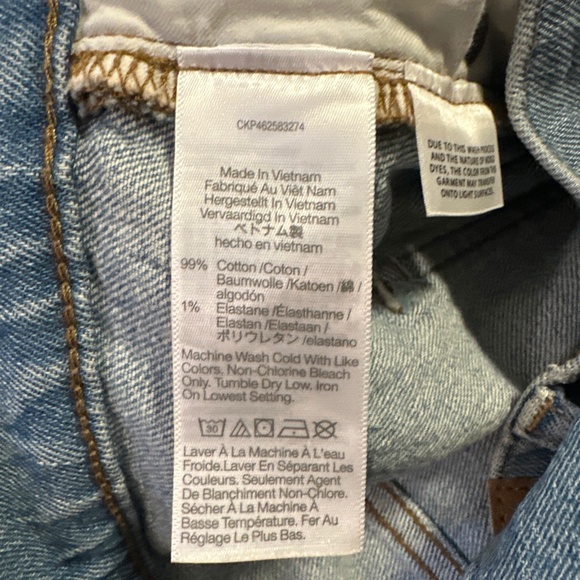 CKP462583274
Made In Vietnam
Fabriqué Au Viêt Nam
Hergestellt In Vietnam
Vervaardigd In Vietnam
ベトナム製
hecho en vietnam
99% Cotton /Coton /
Baumwolle /Katoen /綿 /
algodón
1% Elastane /Élasthanne /
Elastan /Elastaan /
ポリウレタン /elastano
Machine Wash Cold With Like
Colors. Non-Chlorine Bleach
Only. Tumble Dry Low. Iron
On Lowest Setting.
30
Laver À La Machine À L'eau
Froide.Laver En Séparant Les
Couleurs. Seulement Agent
De Blanchiment Non-Chlore.
Sécher À La Machine À
Basse Température. Fer Au
Réglage Le Plus Bas.
DUE TO THIS WASH PROCESS
AND THE NATURE OF INDIGO
DYES, THE COLOR FROM THE
GARMENT MAY TRANSFER
ONTO LIGHT SURFACES.